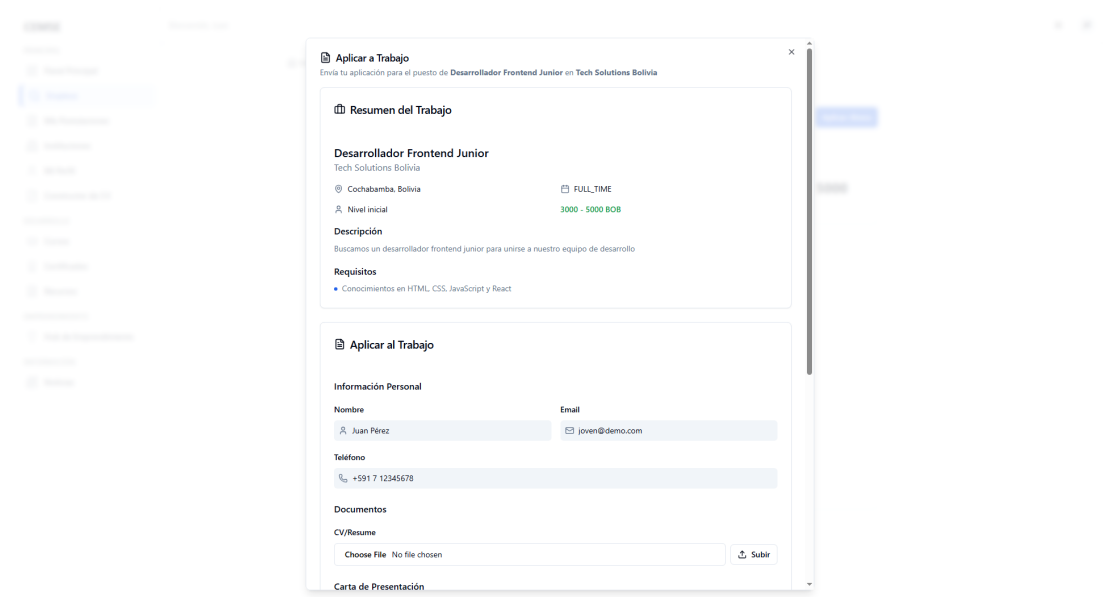 Aplicar a Trabajo
Envía tu aplicación para el puesto de Desarrollador Frontend Junior en Tech Solutions Bolivia
Resumen del Trabajo
Desarrollador Frontend Junior
Tech Solutions Bolivia
Cochabamba, Bolivia
FULL_TIME
Nivel inicial
3000 - 5000 BOB
Descripción
Buscamos un desarrollador frontend junior para unirse a nuestro equipo de desarrollo
Requisitos
Conocimientos en HTML, CSS, JavaScript y React
Aplicar al Trabajo
Información Personal
Nombre
Email
Juan Pérez
joven@demo.com
Teléfono
+591 7 12345678
Documentos
CV/Resume
Choose File No file chosen
Subir
Carta de Presentación